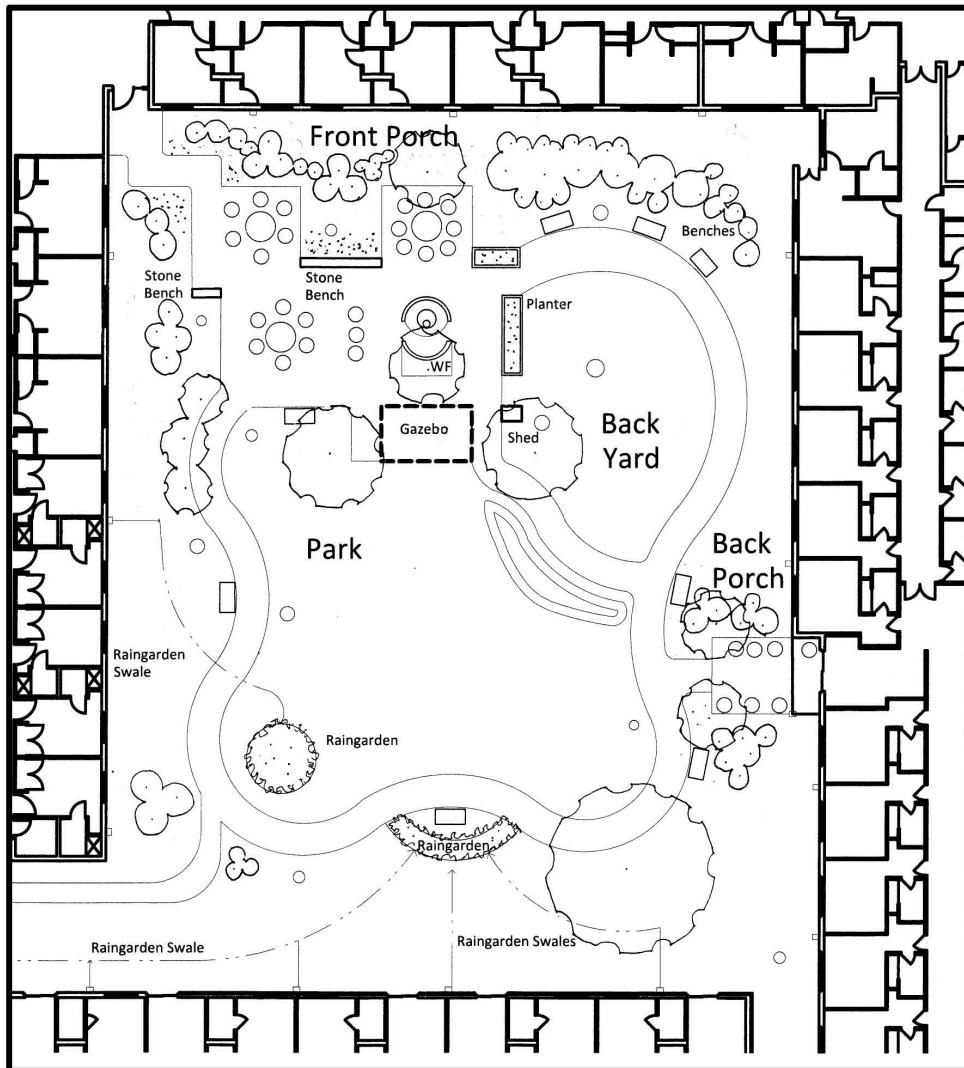 Front Porch
Benches
Stone
Bench
Stone
Bench
Planter
.WF
Gazebo
Shed
Back
Yard
Park
Back
Porch
Raingarden
Swale
Raingarden
Raingarden
Raingarden Swale
Raingarden Swales